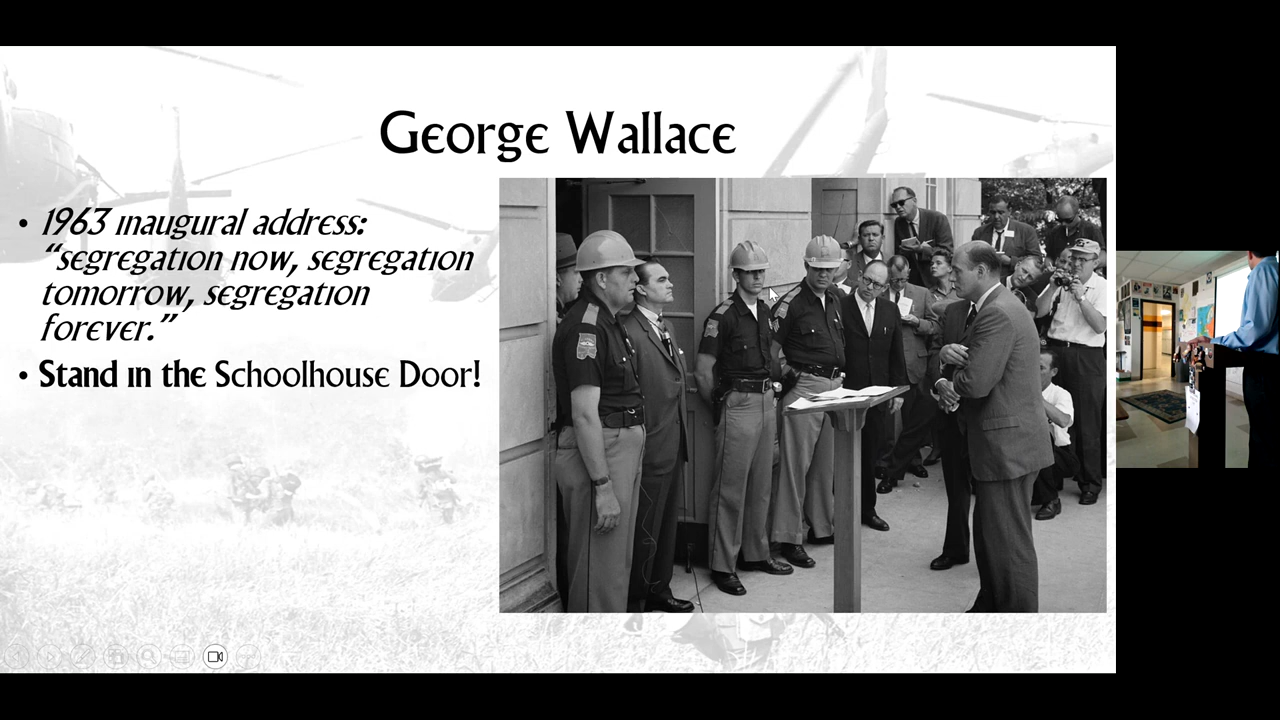 George Wallace
• 1963 inaugural address:
“segregation now, segregation
tomorrow, segregation
forever.”
• Stand in the Schoolhouse Door!